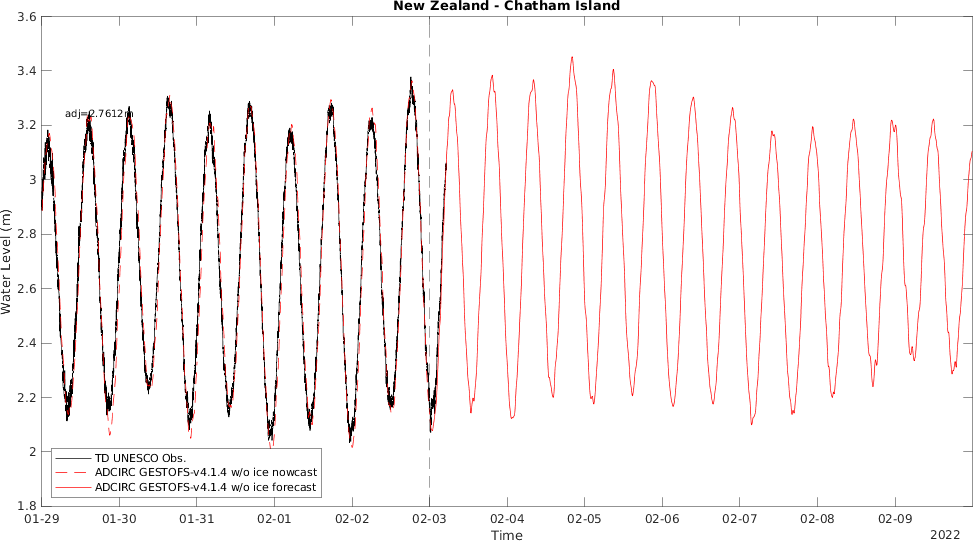 New Zealand - Chatham Island
3.6
3.4
3.2
3
2.8
2.6
2.4
2.2
2
1.8
Water Level (m)
adj=2.7612m
TD UNESCO Obs.
ADCIRC GESTOFS-v4.1.4 w/o ice nowcast
ADCIRC GESTOFS-v4.1.4 w/o ice forecast
01-29 01-30 01-31 02-01 02-02 02-03 02-04 02-05 02-06 02-07 02-08 02-09
Time
2022